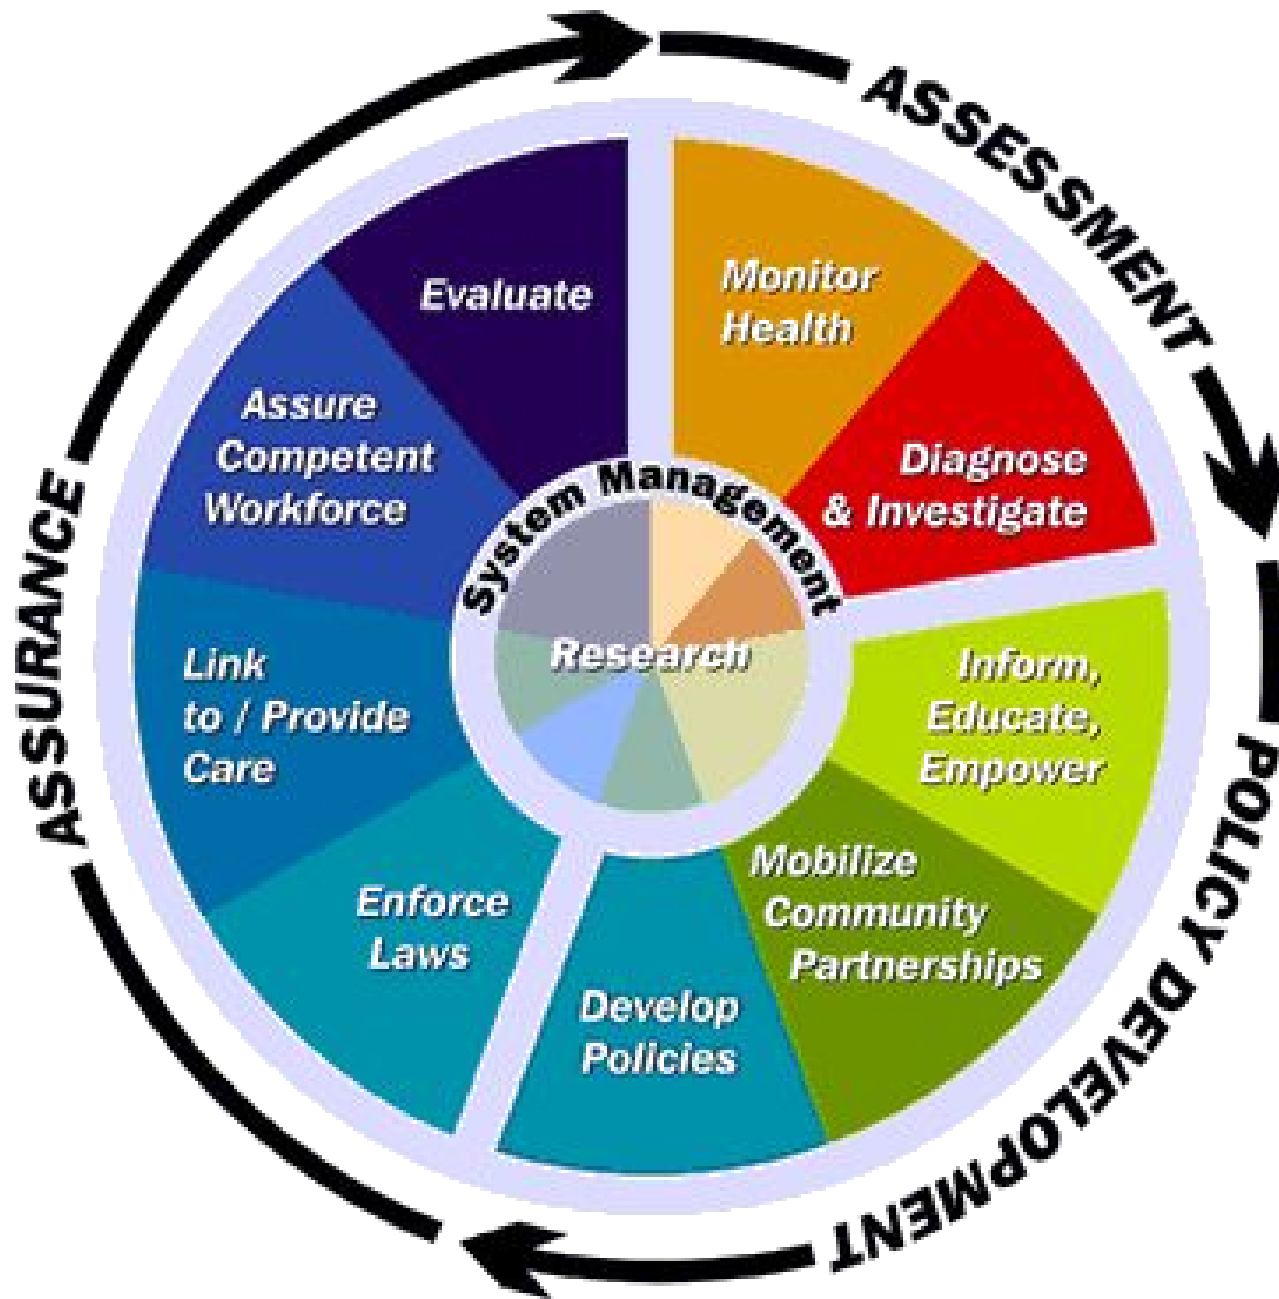 ASSESSMENT
POLICY DEVELOPMENT
ASSURANCE
Monitor
Health
Diagnose
& Investigate
Inform,
Educate,
Empower
Mobilize
Community
Partnerships
Develop
Policies
Enforce
Laws
Link
to / Provide
Care
Assure
Competent
Workforce
Evaluate
System Management
Research